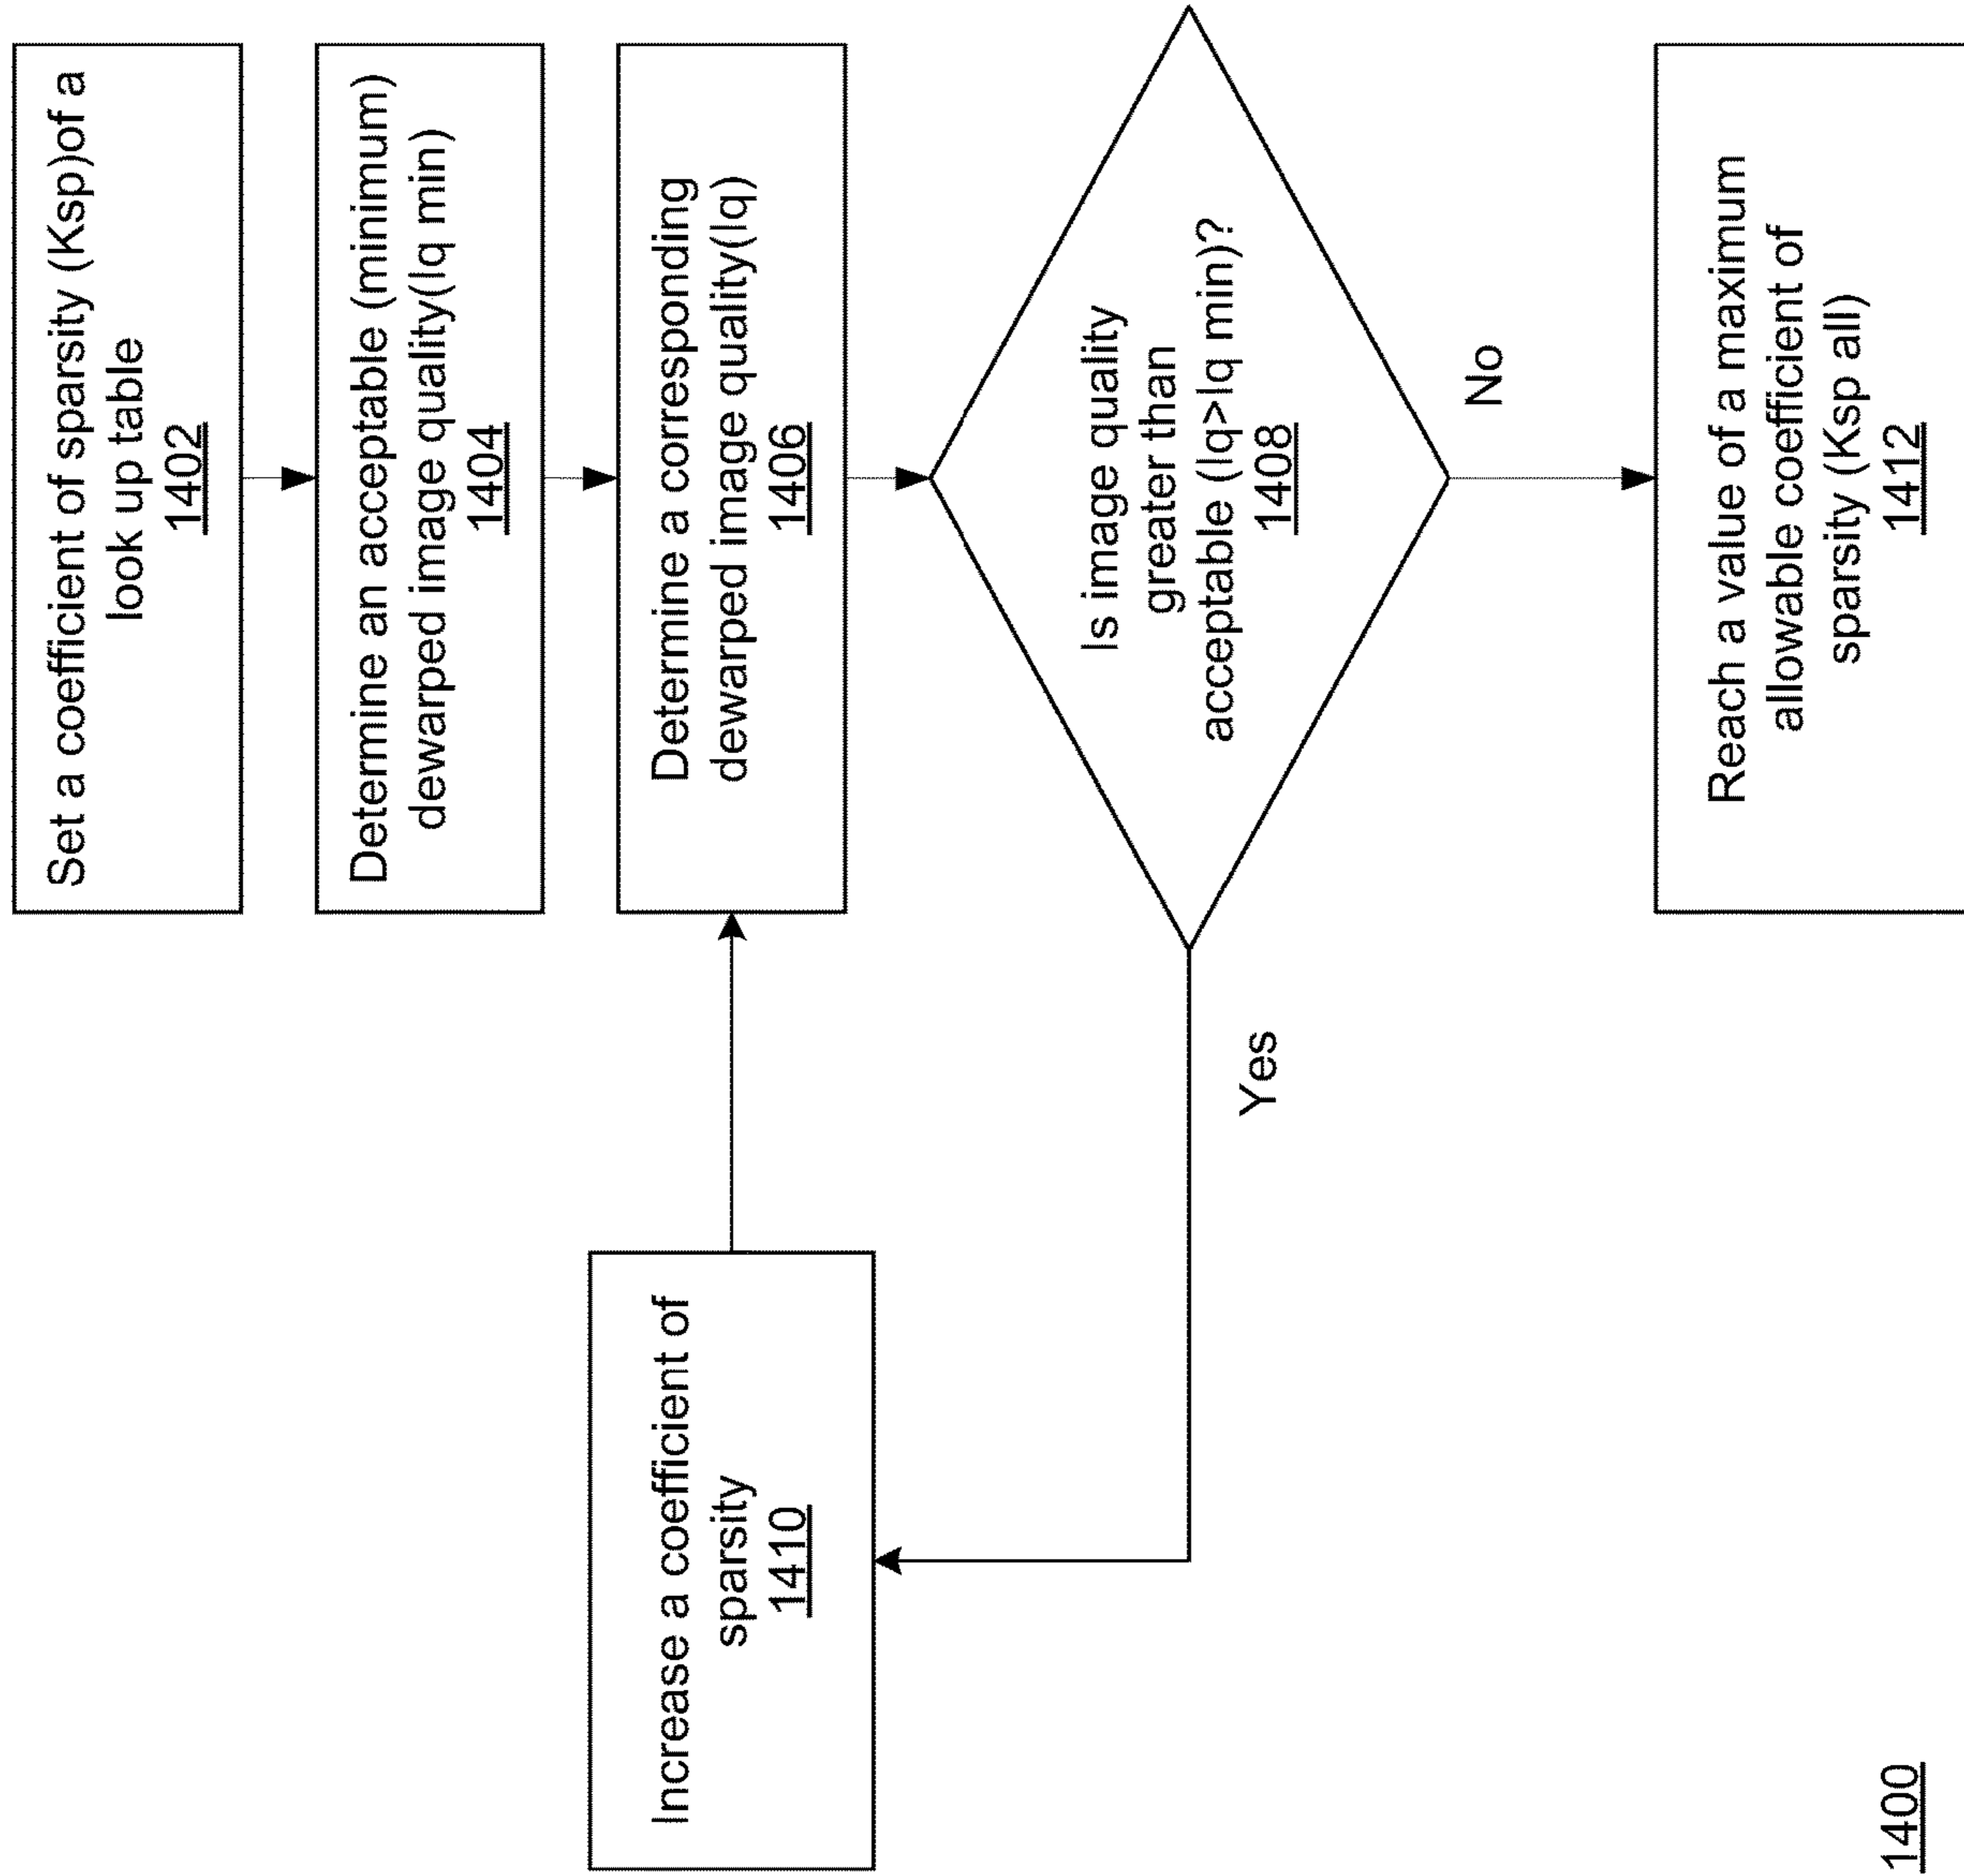 Set a coefficient of sparsity (Ksp)of a
look up table
1402
Determine an acceptable (minimum)
dewarped image quality(Iq min)
1404
Determine a corresponding
dewarped image quality(Iq)
1406
Is image quality
greater than
acceptable (Iq>Iq min)?
1408
Yes
No
Increase a coefficient of
sparsity
1410
Reach a value of a maximum
allowable coefficient of
sparsity (Ksp all)
1412
1400